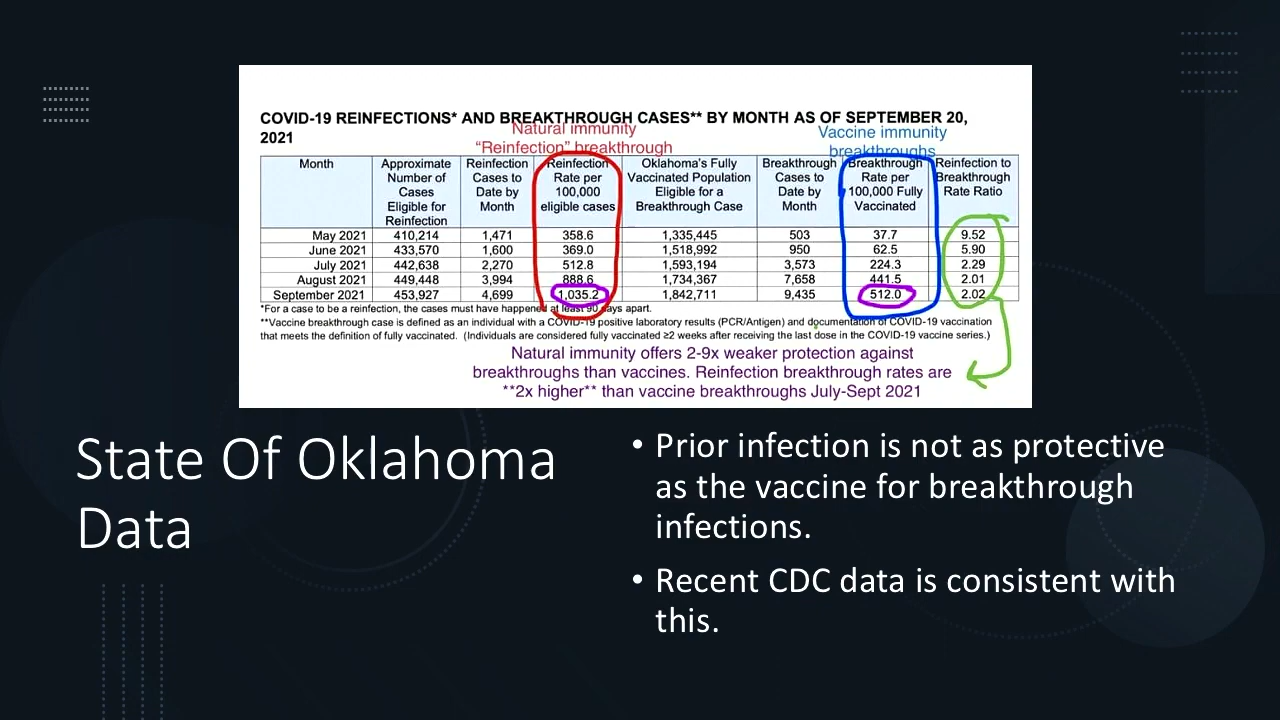 COVID-19 REINFECTIONS* AND BREAKTHROUGH CASES** BY MONTH AS OF SEPTEMBER 20,
2021
Natural immunity
"Reinfection" breakthrough
Vaccine immunity
breakthroughs
Month Approximate Number of Cases Eligible for Reinfection Reinfection Cases to Date by Month Reinfection Rate per 100,000 eligible cases Oklahoma's Fully Vaccinated Population Eligible for a Breakthrough Case Breakthrough Cases to Date by Month Breakthrough Rate per 100,000 Fully Vaccinated Reinfection to Breakthrough Rate Ratio
May 2021 410,214 1,471 358.6 1,335,445 503 37.7 9.52
June 2021 433,570 1,600 369.0 1,518,992 950 62.5 5.90
July 2021 442,638 2,270 512.8 1,593,194 3,573 224.3 2.29
August 2021 449,448 3,994 888.6 1,734,367 7,658 441.5 2.01
September 2021 453,927 4,699 1,035.2 1,842,711 9,435 512.0 2.02
*For a case to be a reinfection, the cases must have happened at least 90 days apart.
**Vaccine breakthrough case is defined as an individual with a COVID-19 positive laboratory results (PCR/Antigen) and documentation of COVID-19 vaccination
that meets the definition of fully vaccinated. (Individuals are considered fully vaccinated ≥2 weeks after receiving the last dose in the COVID-19 vaccine series.)
Natural immunity offers 2-9x weaker protection against
breakthroughs than vaccines. Reinfection breakthrough rates are
**2x higher** than vaccine breakthroughs July-Sept 2021
State Of Oklahoma
Data
• Prior infection is not as protective
as the vaccine for breakthrough
infections.
• Recent CDC data is consistent with
this.